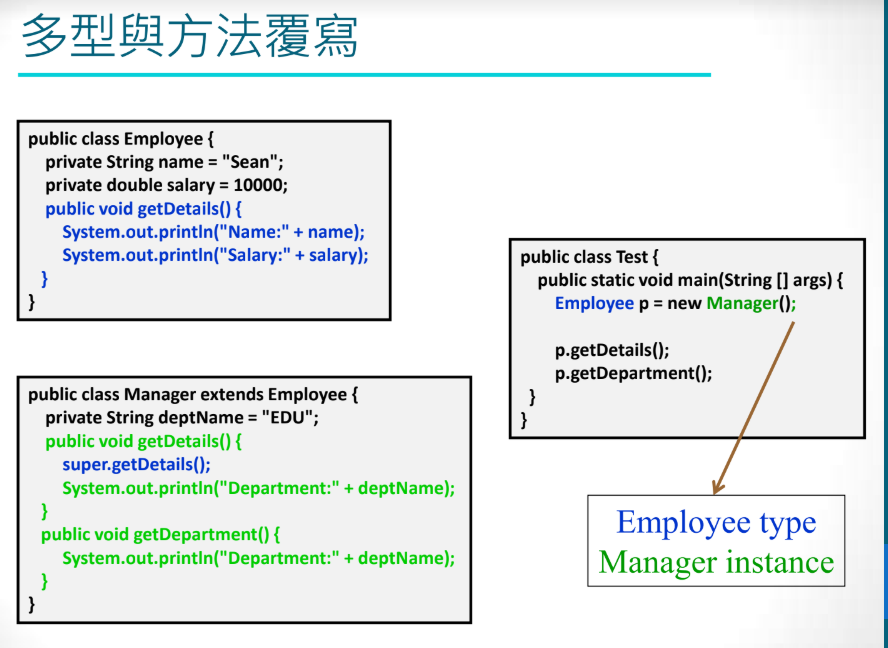 多型與方法覆寫
public class Employee {
private String name = "Sean";
private double salary = 10000;
public void getDetails() {
System.out.println("Name:" + name);
System.out.println("Salary:" + salary);
}
}
public class Manager extends Employee {
private String deptName = "EDU";
public void getDetails() {
super.getDetails();
System.out.println("Department:" + deptName);
}
public void getDepartment() {
System.out.println("Department:" + deptName);
}
}
public class Test {
public static void main(String [] args) {
Employee p = new Manager();
p.getDetails();
p.getDepartment();
}
}
Employee type
Manager instance